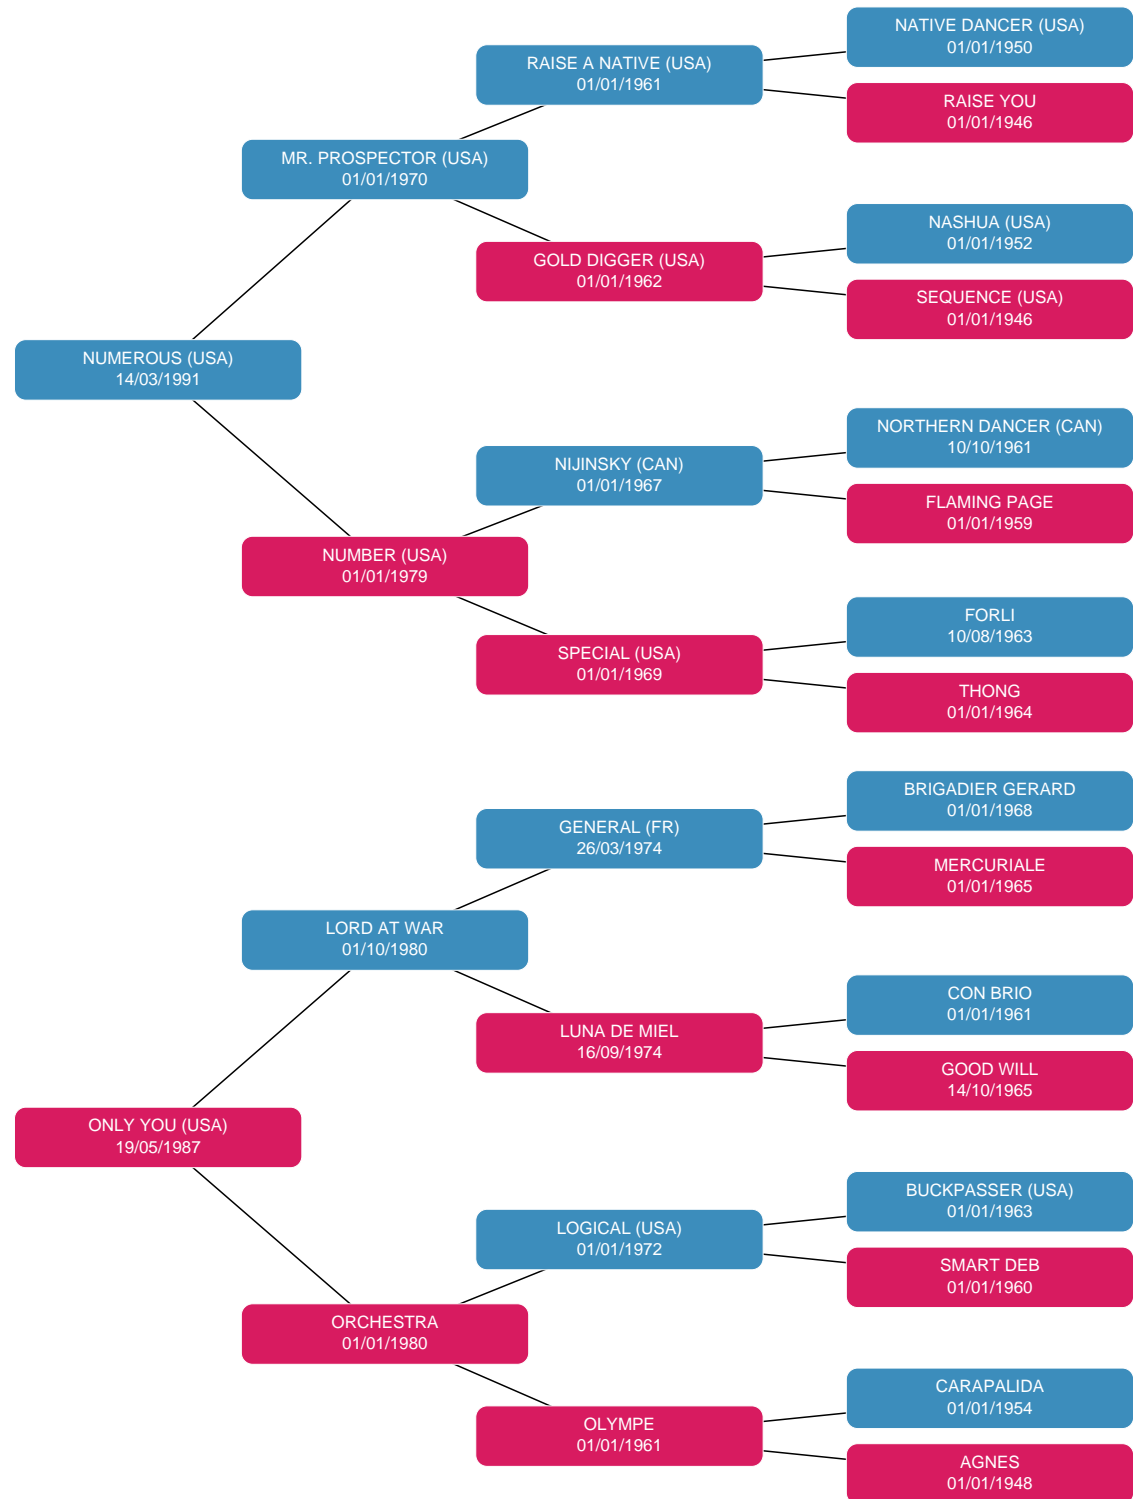 NATIVE DANCER (USA)
01/01/1950
RAISE A NATIVE (USA)
01/01/1961
RAISE YOU
01/01/1946
MR. PROSPECTOR (USA)
01/01/1970
NASHUA (USA)
01/01/1952
GOLD DIGGER (USA)
01/01/1962
SEQUENCE (USA)
01/01/1946
NUMEROUS (USA)
14/03/1991
NORTHERN DANCER (CAN)
10/10/1961
NIJINSKY (CAN)
01/01/1967
FLAMING PAGE
01/01/1959
NUMBER (USA)
01/01/1979
FORLI
10/08/1963
SPECIAL (USA)
01/01/1969
THONG
01/01/1964
BRIGADIER GERARD
01/01/1968
GENERAL (FR)
26/03/1974
MERCURIALE
01/01/1965
LORD AT WAR
01/10/1980
CON BRIO
01/01/1961
LUNA DE MIEL
16/09/1974
GOOD WILL
14/10/1965
ONLY YOU (USA)
19/05/1987
BUCKPASSER (USA)
01/01/1963
LOGICAL (USA)
01/01/1972
SMART DEB
01/01/1960
ORCHESTRA
01/01/1980
CARAPALIDA
01/01/1954
OLYMPE
01/01/1961
AGNES
01/01/1948